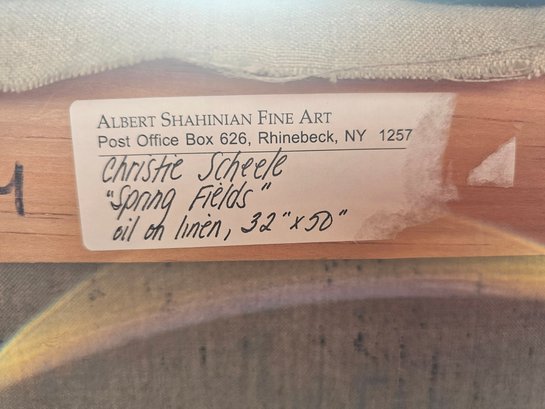 ALBERT SHAHINIAN FINE ART
Post Office Box 626, Rhinebeck, NY 1257
Christie Scheele
"Spring Fields"
oil on linen, 32" x 50"